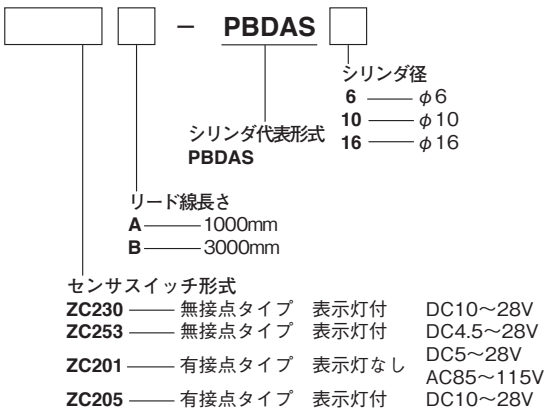 － PBDAS
シリンダ径
6 —— φ6
10 —— φ10
16 —— φ16
シリンダ代表形式
PBDAS
リード線長さ
A —— 1000mm
B —— 3000mm
センサスイッチ形式
ZC230 —— 無接点タイプ 表示灯付 DC10～28V
ZC253 —— 無接点タイプ 表示灯付 DC4.5～28V
ZC201 —— 有接点タイプ 表示灯なし DC5～28V
AC85～115V
ZC205 —— 有接点タイプ 表示灯付 DC10～28V